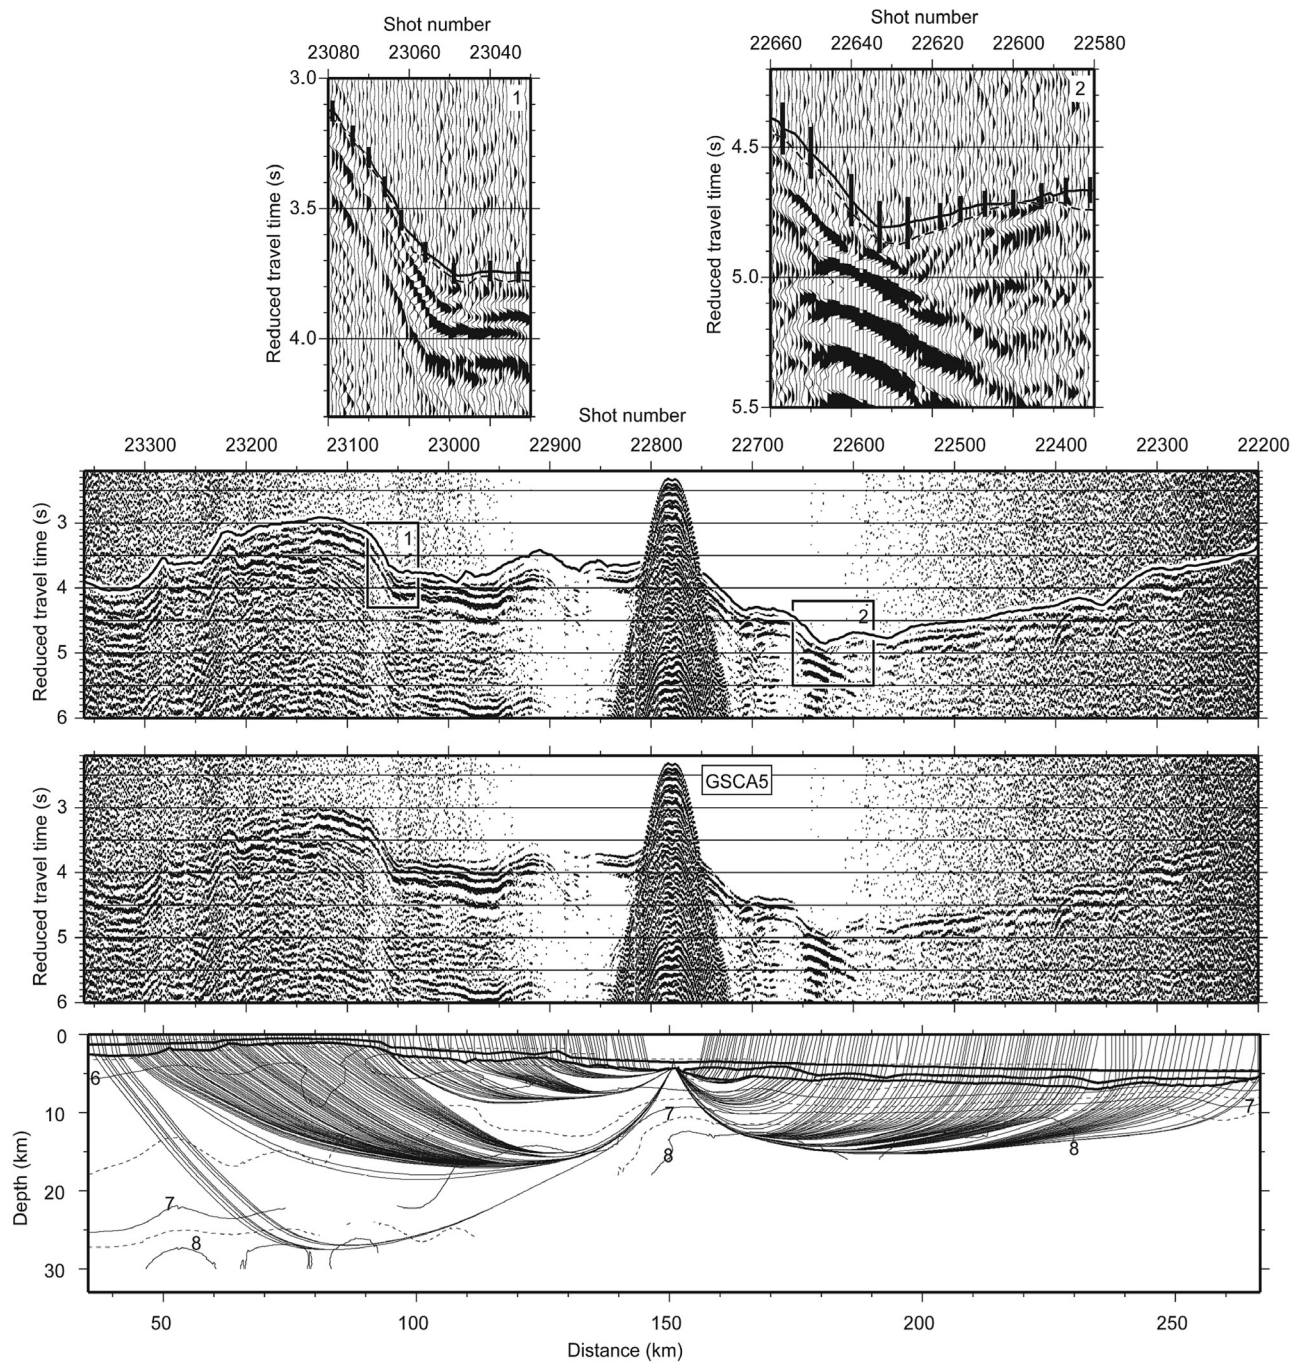 Shot number
23080 23060 23040
Shot number
22660 22640 22620 22600 22580
3.0
3.5
4.0
Reduced travel time (s)
1
4.5
5.0
5.5
Reduced travel time (s)
2
Shot number
23300 23200 23100 23000 22900 22800 22700 22600 22500 22400 22300 22200
Reduced travel time (s)
3
4
5
6
1
2
Reduced travel time (s)
3
4
5
6
GSCA5
Depth (km)
0
10
20
30
6
7
8
7
8
8
7
50 100 150 200 250
Distance (km)